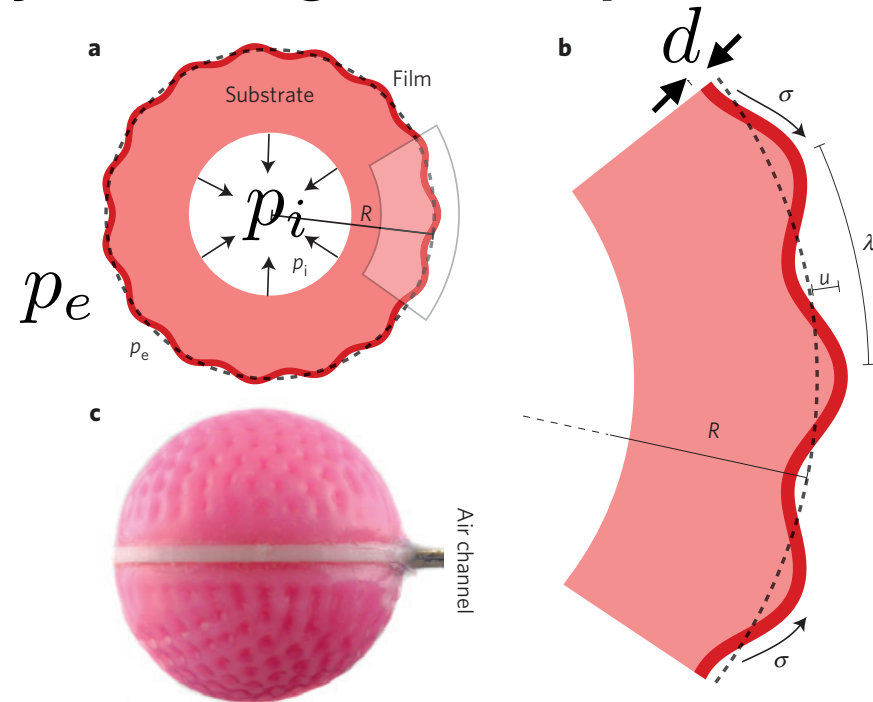 a
Substrate
Film
R
p_i
p_i
p_e
p_e
b
d
σ
λ
u
R
σ
c
Air channel